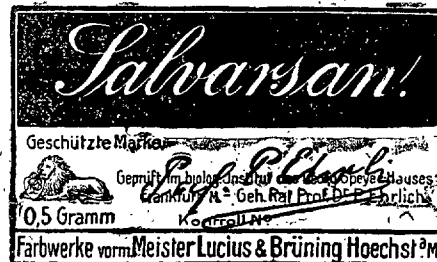 Salvarsan!
Geschützte Marke.
Geprüft im biolog. Institut des Georg Speyer Hauses
Frankfurt a/M. Geh. Rat Prof. Dr. P. Ehrlich
0,5 Gramm
Kontroll No
Farbwerke vorm. Meister Lucius & Brüning Hoechst a/M